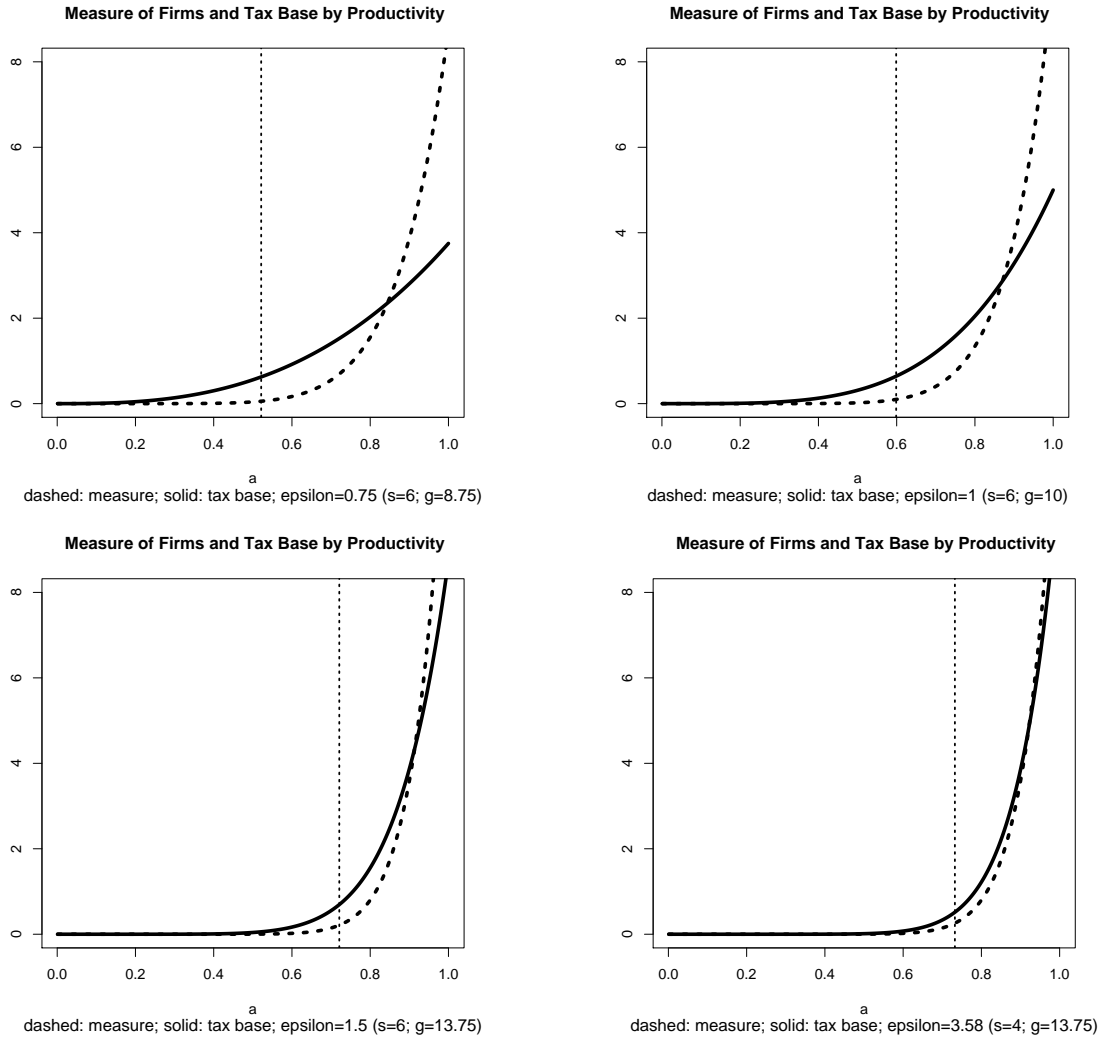 Measure of Firms and Tax Base by Productivity
8
6
4
2
0
0.0 0.2 0.4 0.6 0.8 1.0
a
dashed: measure; solid: tax base; epsilon=0.75 (s=6; g=8.75)
Measure of Firms and Tax Base by Productivity
8
6
4
2
0
0.0 0.2 0.4 0.6 0.8 1.0
a
dashed: measure; solid: tax base; epsilon=1 (s=6; g=10)
Measure of Firms and Tax Base by Productivity
8
6
4
2
0
0.0 0.2 0.4 0.6 0.8 1.0
a
dashed: measure; solid: tax base; epsilon=1.5 (s=6; g=13.75)
Measure of Firms and Tax Base by Productivity
8
6
4
2
0
0.0 0.2 0.4 0.6 0.8 1.0
a
dashed: measure; solid: tax base; epsilon=3.58 (s=4; g=13.75)